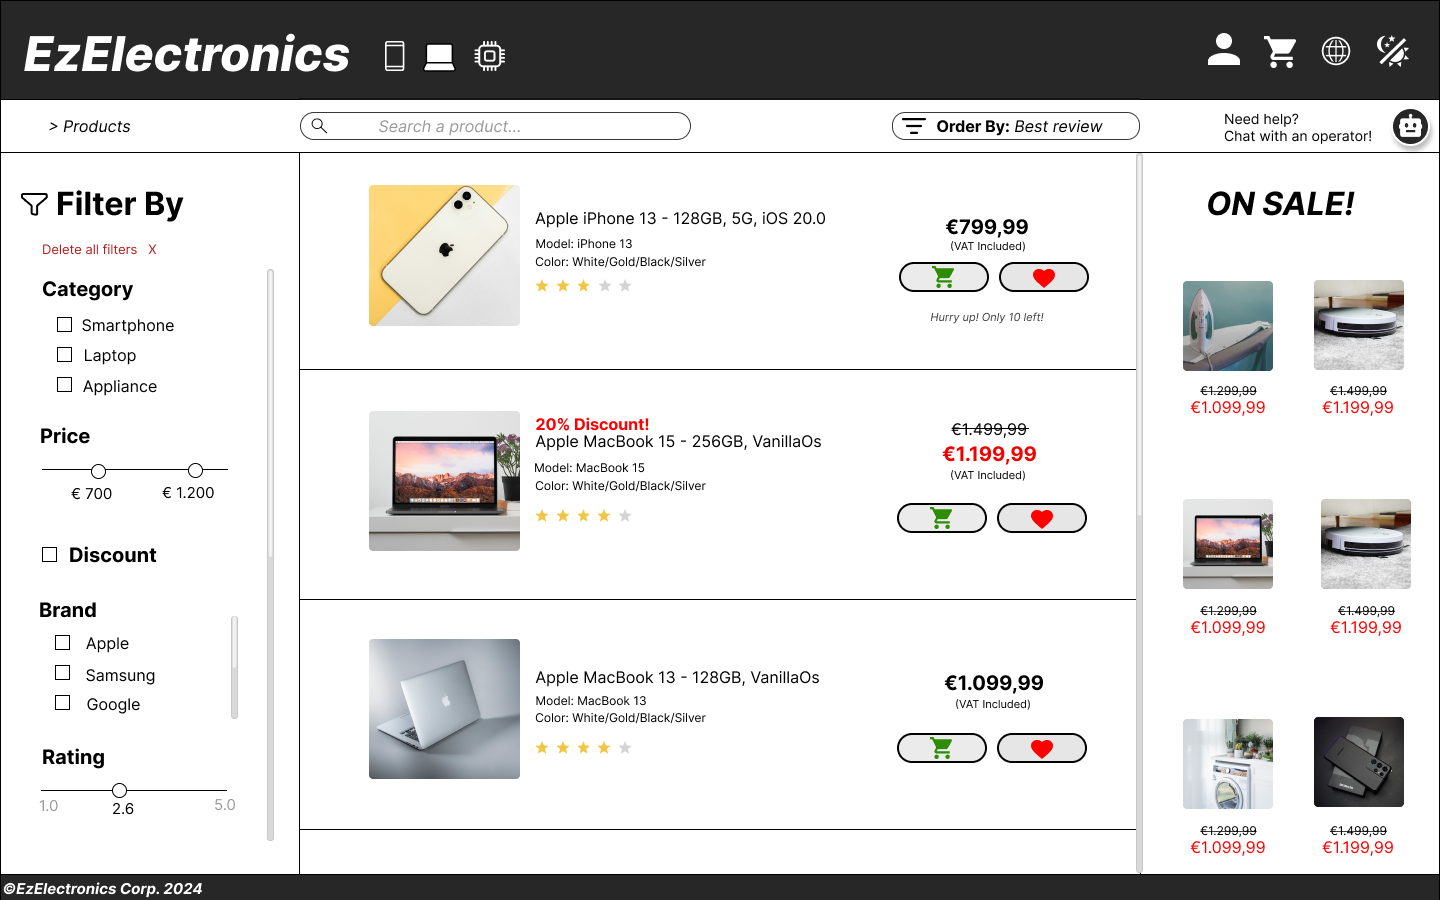 EzElectronics
> Products
Search a product...
Order By: Best review
Need help?
Chat with an operator!
Filter By
Delete all filters X
Category
Smartphone
Laptop
Appliance
Price
€ 700
€ 1.200
Discount
Brand
Apple
Samsung
Google
Rating
1.0
2.6
5.0
Apple iPhone 13 - 128GB, 5G, iOS 20.0
Model: iPhone 13
Color: White/Gold/Black/Silver
€799,99
(VAT Included)
Hurry up! Only 10 left!
20% Discount!
Apple MacBook 15 - 256GB, VanillaOs
Model: MacBook 15
Color: White/Gold/Black/Silver
€1.499,99
€1.199,99
(VAT Included)
Apple MacBook 13 - 128GB, VanillaOs
Model: MacBook 13
Color: White/Gold/Black/Silver
€1.099,99
(VAT Included)
ON SALE!
€1.299,99
€1.099,99
€1.499,99
€1.199,99
€1.299,99
€1.099,99
€1.499,99
€1.199,99
€1.299,99
€1.099,99
€1.499,99
€1.199,99
©EzElectronics Corp. 2024